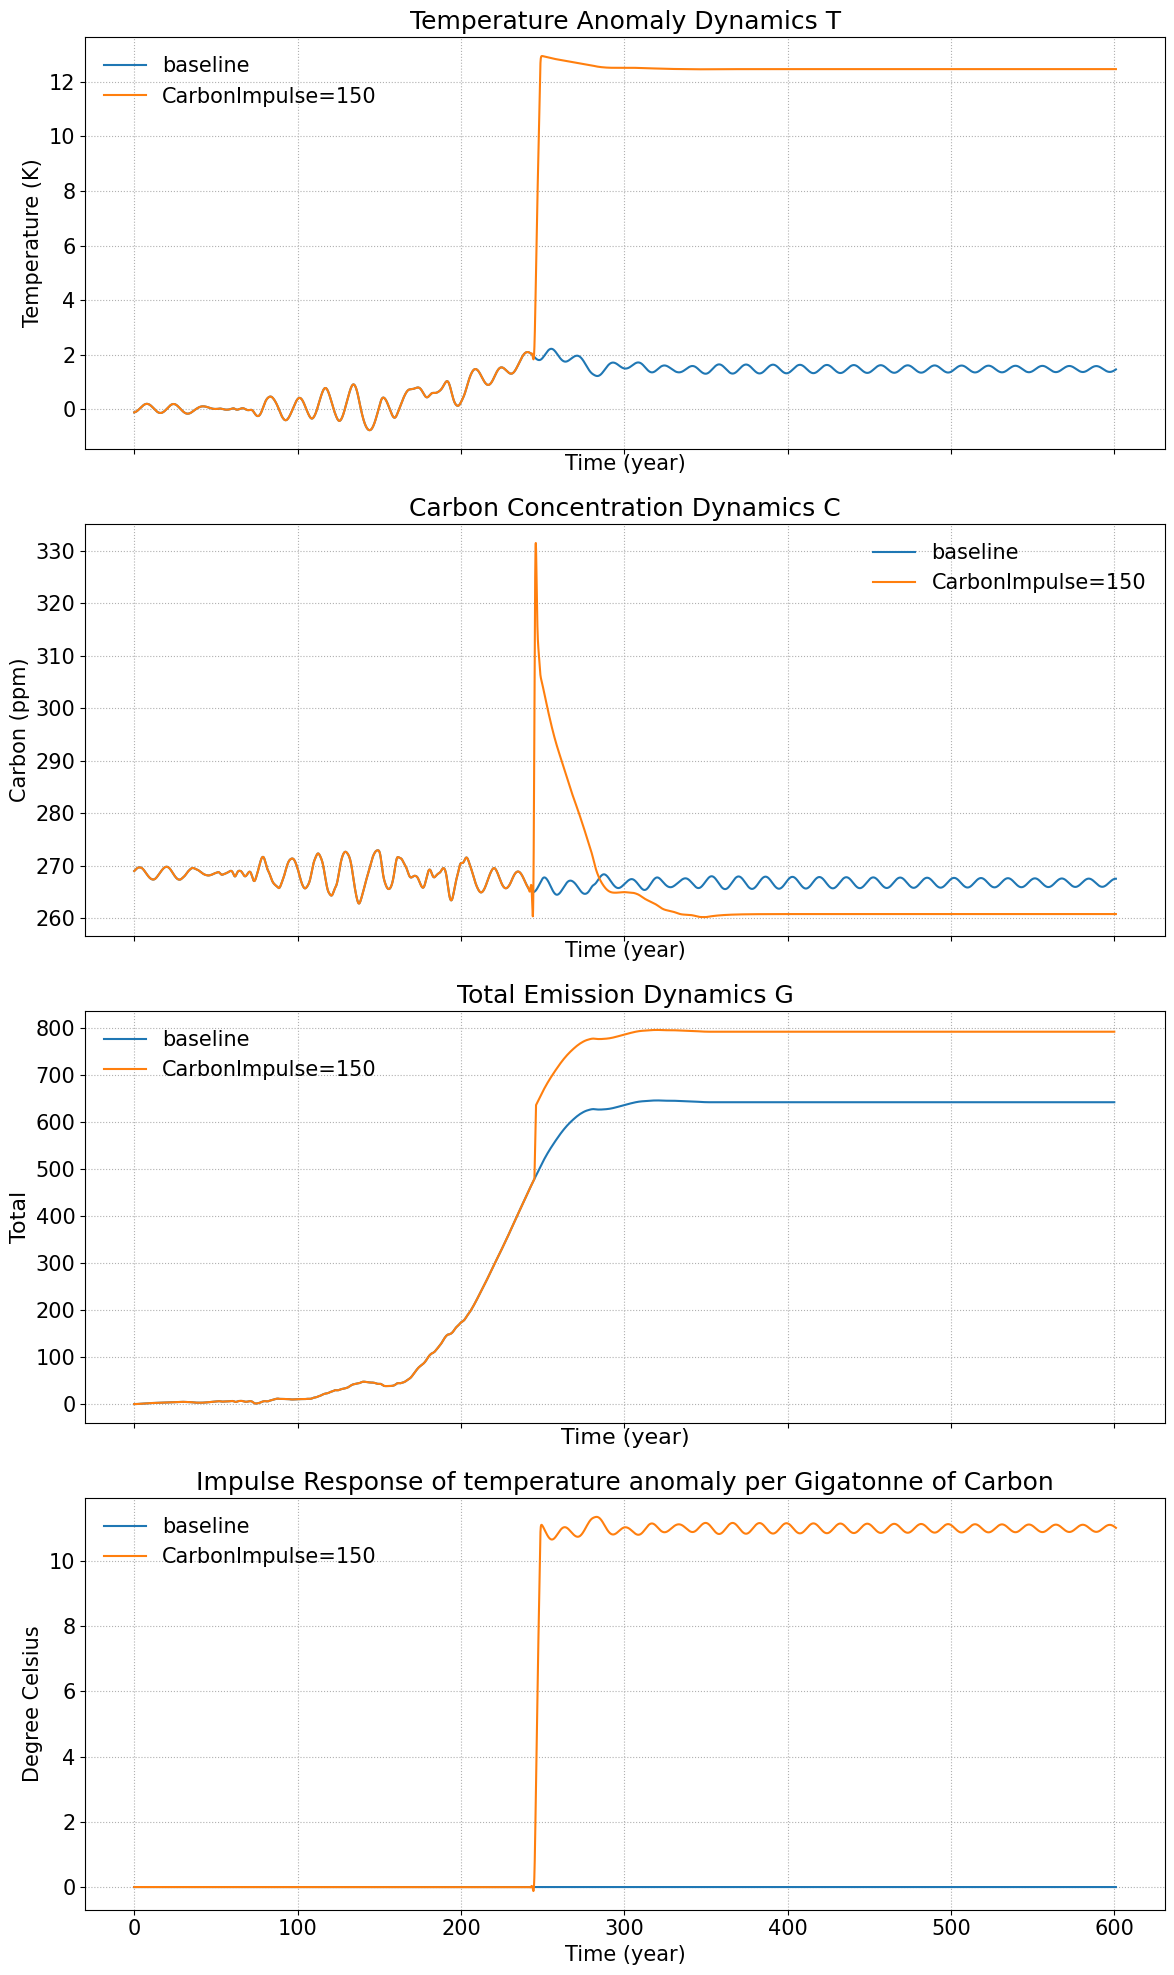 Temperature Anomaly Dynamics T
baseline
CarbonImpulse=150
12
10
8
6
4
2
0
Temperature (K)
Time (year)
Carbon Concentration Dynamics C
baseline
CarbonImpulse=150
330
320
310
300
290
280
270
260
Carbon (ppm)
Time (year)
Total Emission Dynamics G
baseline
CarbonImpulse=150
800
700
600
500
400
300
200
100
0
Total
Time (year)
Impulse Response of temperature anomaly per Gigatonne of Carbon
baseline
CarbonImpulse=150
10
8
6
4
2
0
Degree Celsius
0 100 200 300 400 500 600
Time (year)